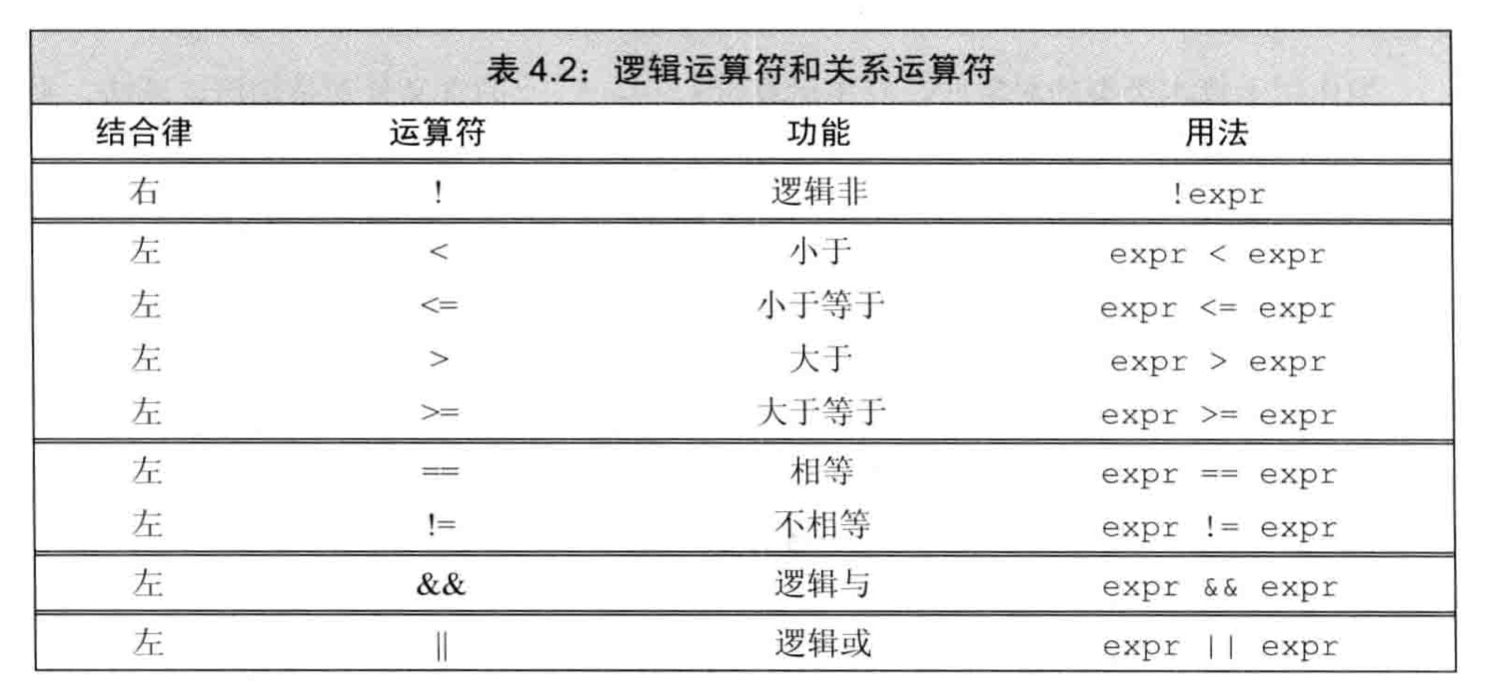 表 4.2：逻辑运算符和关系运算符
结合律 运算符 功能 用法
右 ! 逻辑非 !expr
左 < 小于 expr < expr
左 <= 小于等于 expr <= expr
左 > 大于 expr > expr
左 >= 大于等于 expr >= expr
左 == 相等 expr == expr
左 != 不相等 expr != expr
左 && 逻辑与 expr && expr
左 || 逻辑或 expr || expr